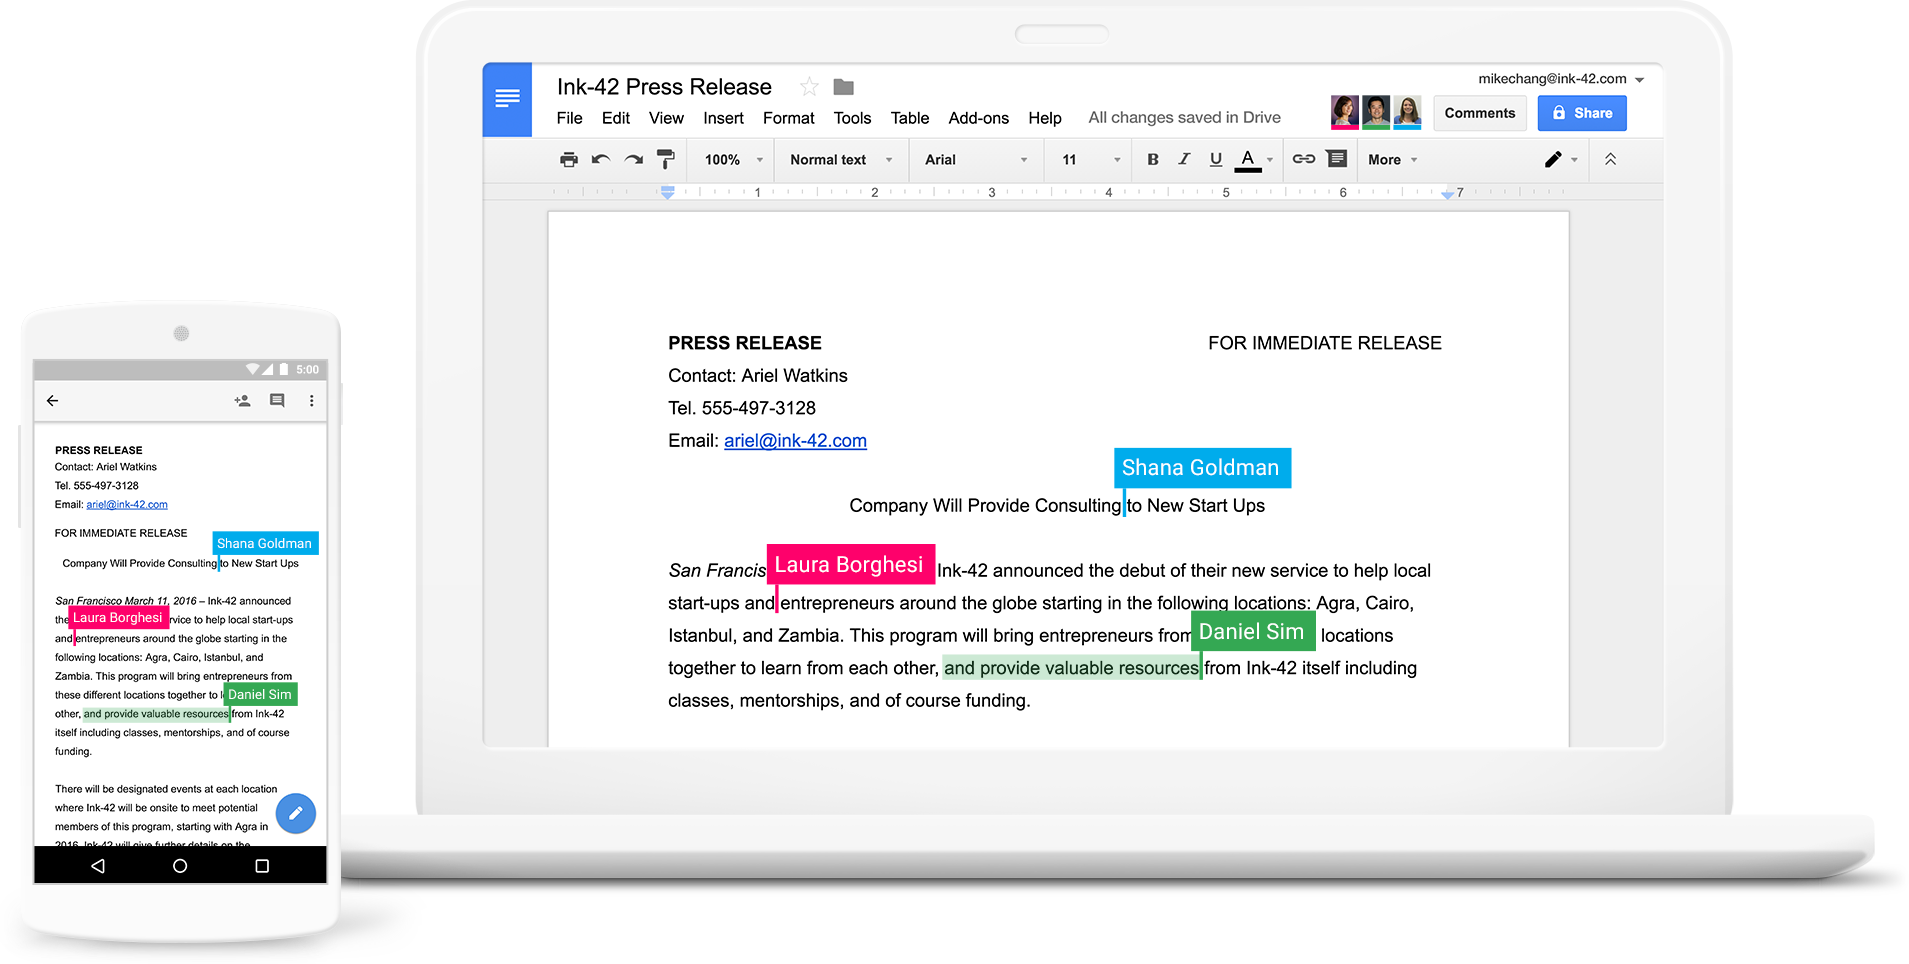 Ink-42 Press Release
mikechang@ink-42.com
File Edit View Insert Format Tools Table Add-ons Help All changes saved in Drive
Comments
Share
100% Normal text Arial 11 B I U A More
1 2 3 4 5 6 7
PRESS RELEASE FOR IMMEDIATE RELEASE
Contact: Ariel Watkins
Tel. 555-497-3128
Email: ariel@ink-42.com
Shana Goldman
Company Will Provide Consulting to New Start Ups
Laura Borghesi
San Francis Ink-42 announced the debut of their new service to help local
start-ups and entrepreneurs around the globe starting in the following locations: Agra, Cairo,
Daniel Sim
Istanbul, and Zambia. This program will bring entrepreneurs from locations
together to learn from each other, and provide valuable resources from Ink-42 itself including
classes, mentorships, and of course funding.
5:00
PRESS RELEASE
Contact: Ariel Watkins
Tel. 555-497-3128
Email: ariel@ink-42.com
FOR IMMEDIATE RELEASE
Shana Goldman
Company Will Provide Consulting to New Start Ups
San Francisco March 11, 2016 – Ink-42 announced
Laura Borghesi
the rvice to help local start-ups
and entrepreneurs around the globe starting in the
following locations: Agra, Cairo, Istanbul, and
Zambia. This program will bring entrepreneurs from
these different locations together to l
Daniel Sim
other, and provide valuable resources from Ink-42
itself including classes, mentorships, and of course
funding.
There will be designated events at each location
where Ink-42 will be onsite to meet potential
members of this program, starting with Agra in
2016. Ink-42 will give further details on the